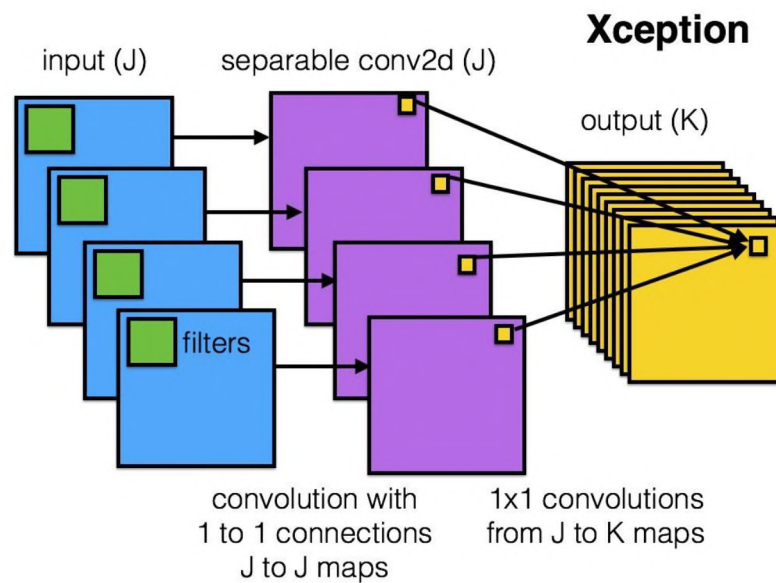 Xception
input (J)
separable conv2d (J)
output (K)
filters
convolution with
1 to 1 connections
J to J maps
1x1 convolutions
from J to K maps